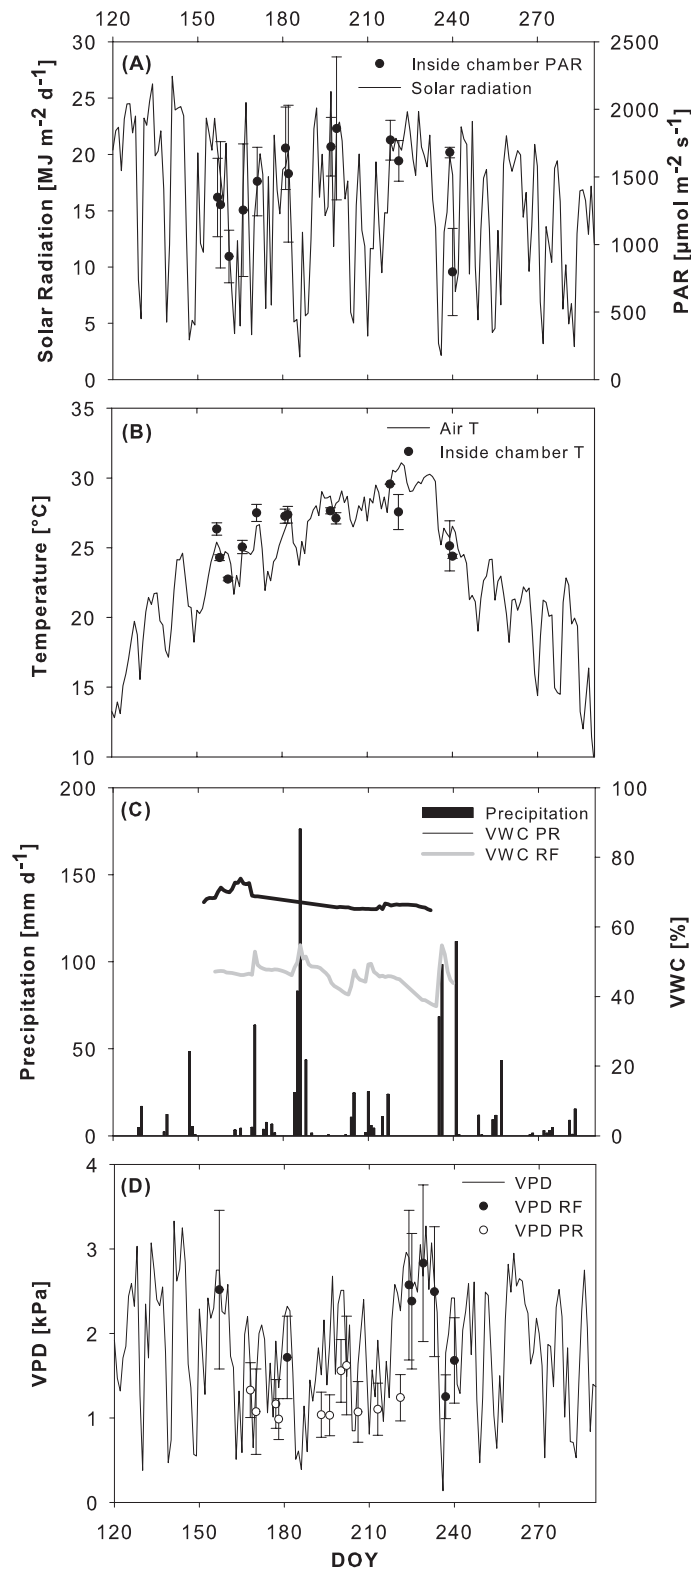 120 150 180 210 240 270
30 2500
(A)
Inside chamber PAR
Solar radiation
25
2000
20
1500
15
1000
10
500
5
0 0
Solar Radiation [MJ m-2 d-1]
PAR [µmol m-2 s-1]
35
(B)
Air T
Inside chamber T
30
25
20
15
10
Temperature [°C]
200 100
(C)
Precipitation
VWC PR
VWC RF
80
150
60
100
40
50
20
0 0
Precipitation [mm d-1]
VWC [%]
4
(D)
VPD
VPD RF
VPD PR
3
2
1
0
VPD [kPa]
120 150 180 210 240 270
DOY